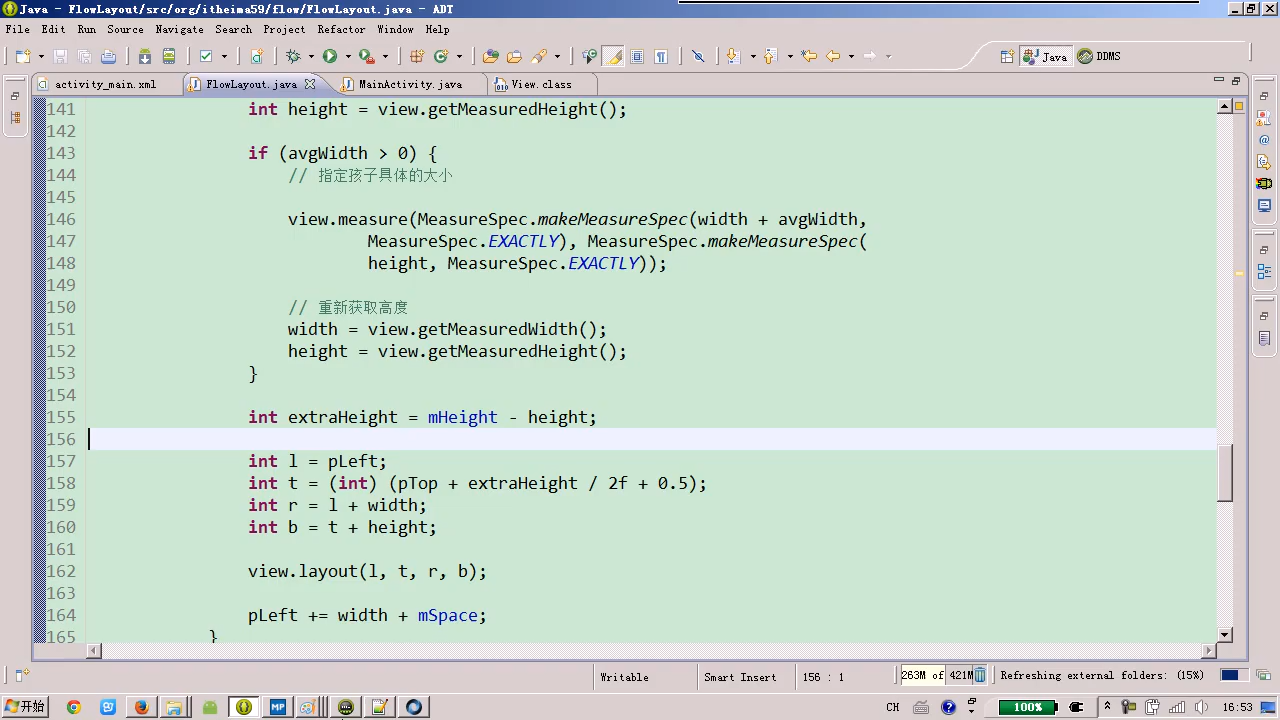 Java - FlowLayout/src/org/itheima59/flow/FlowLayout.java - ADT
File Edit Run Source Navigate Search Project Refactor Window Help
Java DDMS
activity_main.xml FlowLayout.java MainActivity.java View.class
141 int height = view.getMeasuredHeight();
142
143 if (avgWidth > 0) {
144 // 指定孩子具体的大小
145
146 view.measure(MeasureSpec.makeMeasureSpec(width + avgWidth,
147 MeasureSpec.EXACTLY), MeasureSpec.makeMeasureSpec(
148 height, MeasureSpec.EXACTLY));
149
150 // 重新获取高度
151 width = view.getMeasuredWidth();
152 height = view.getMeasuredHeight();
153 }
154
155 int extraHeight = mHeight - height;
156
157 int l = pLeft;
158 int t = (int) (pTop + extraHeight / 2f + 0.5);
159 int r = l + width;
160 int b = t + height;
161
162 view.layout(l, t, r, b);
163
164 pLeft += width + mSpace;
165 }
Writable Smart Insert 156 : 1 263M of 421M Refreshing external folders: (15%)
开始 MP CH 100% 16:53